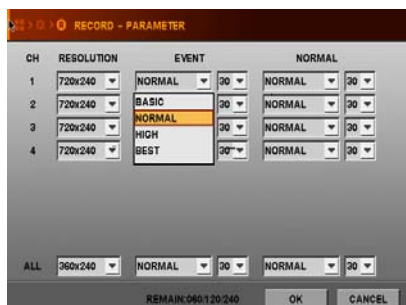 RECORD - PARAMETER
CH RESOLUTION EVENT NORMAL
1 720x240 NORMAL 30 NORMAL 30
2 720x240 BASIC 30 NORMAL 30
NORMAL
3 720x240 HIGH 30 NORMAL 30
4 720x240 BEST 30 NORMAL 30
ALL 360x240 NORMAL 30 NORMAL 30
REMAIN:060/120/240 OK CANCEL